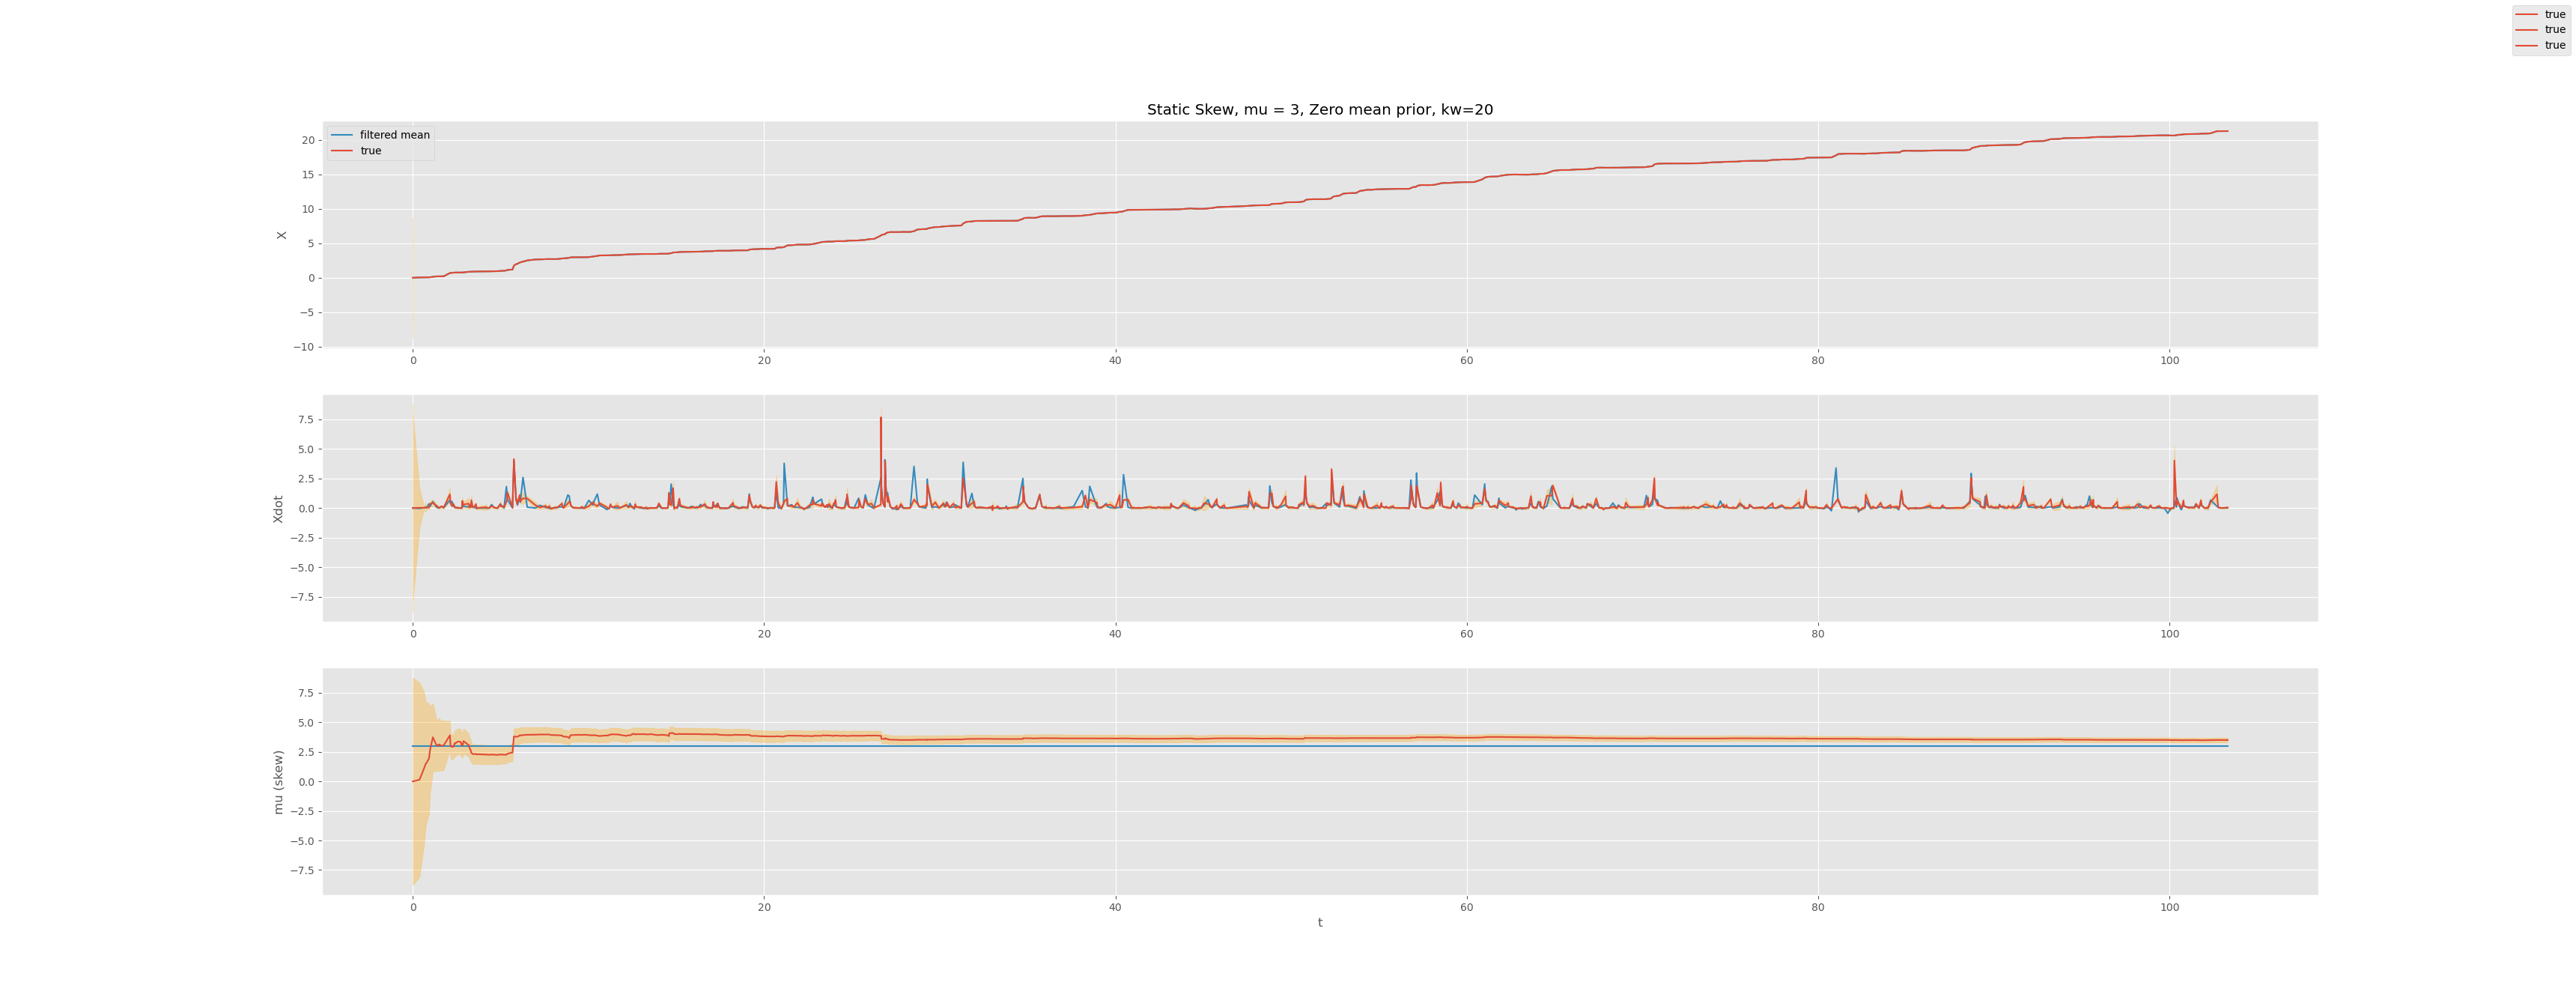 true
true
true
Static Skew, mu = 3, Zero mean prior, kw=20
filtered mean
true
X
20
15
10
5
0
−5
−10
0 20 40 60 80 100
Xdot
7.5
5.0
2.5
0.0
−2.5
−5.0
−7.5
0 20 40 60 80 100
mu (skew)
7.5
5.0
2.5
0.0
−2.5
−5.0
−7.5
0 20 40 60 80 100
t